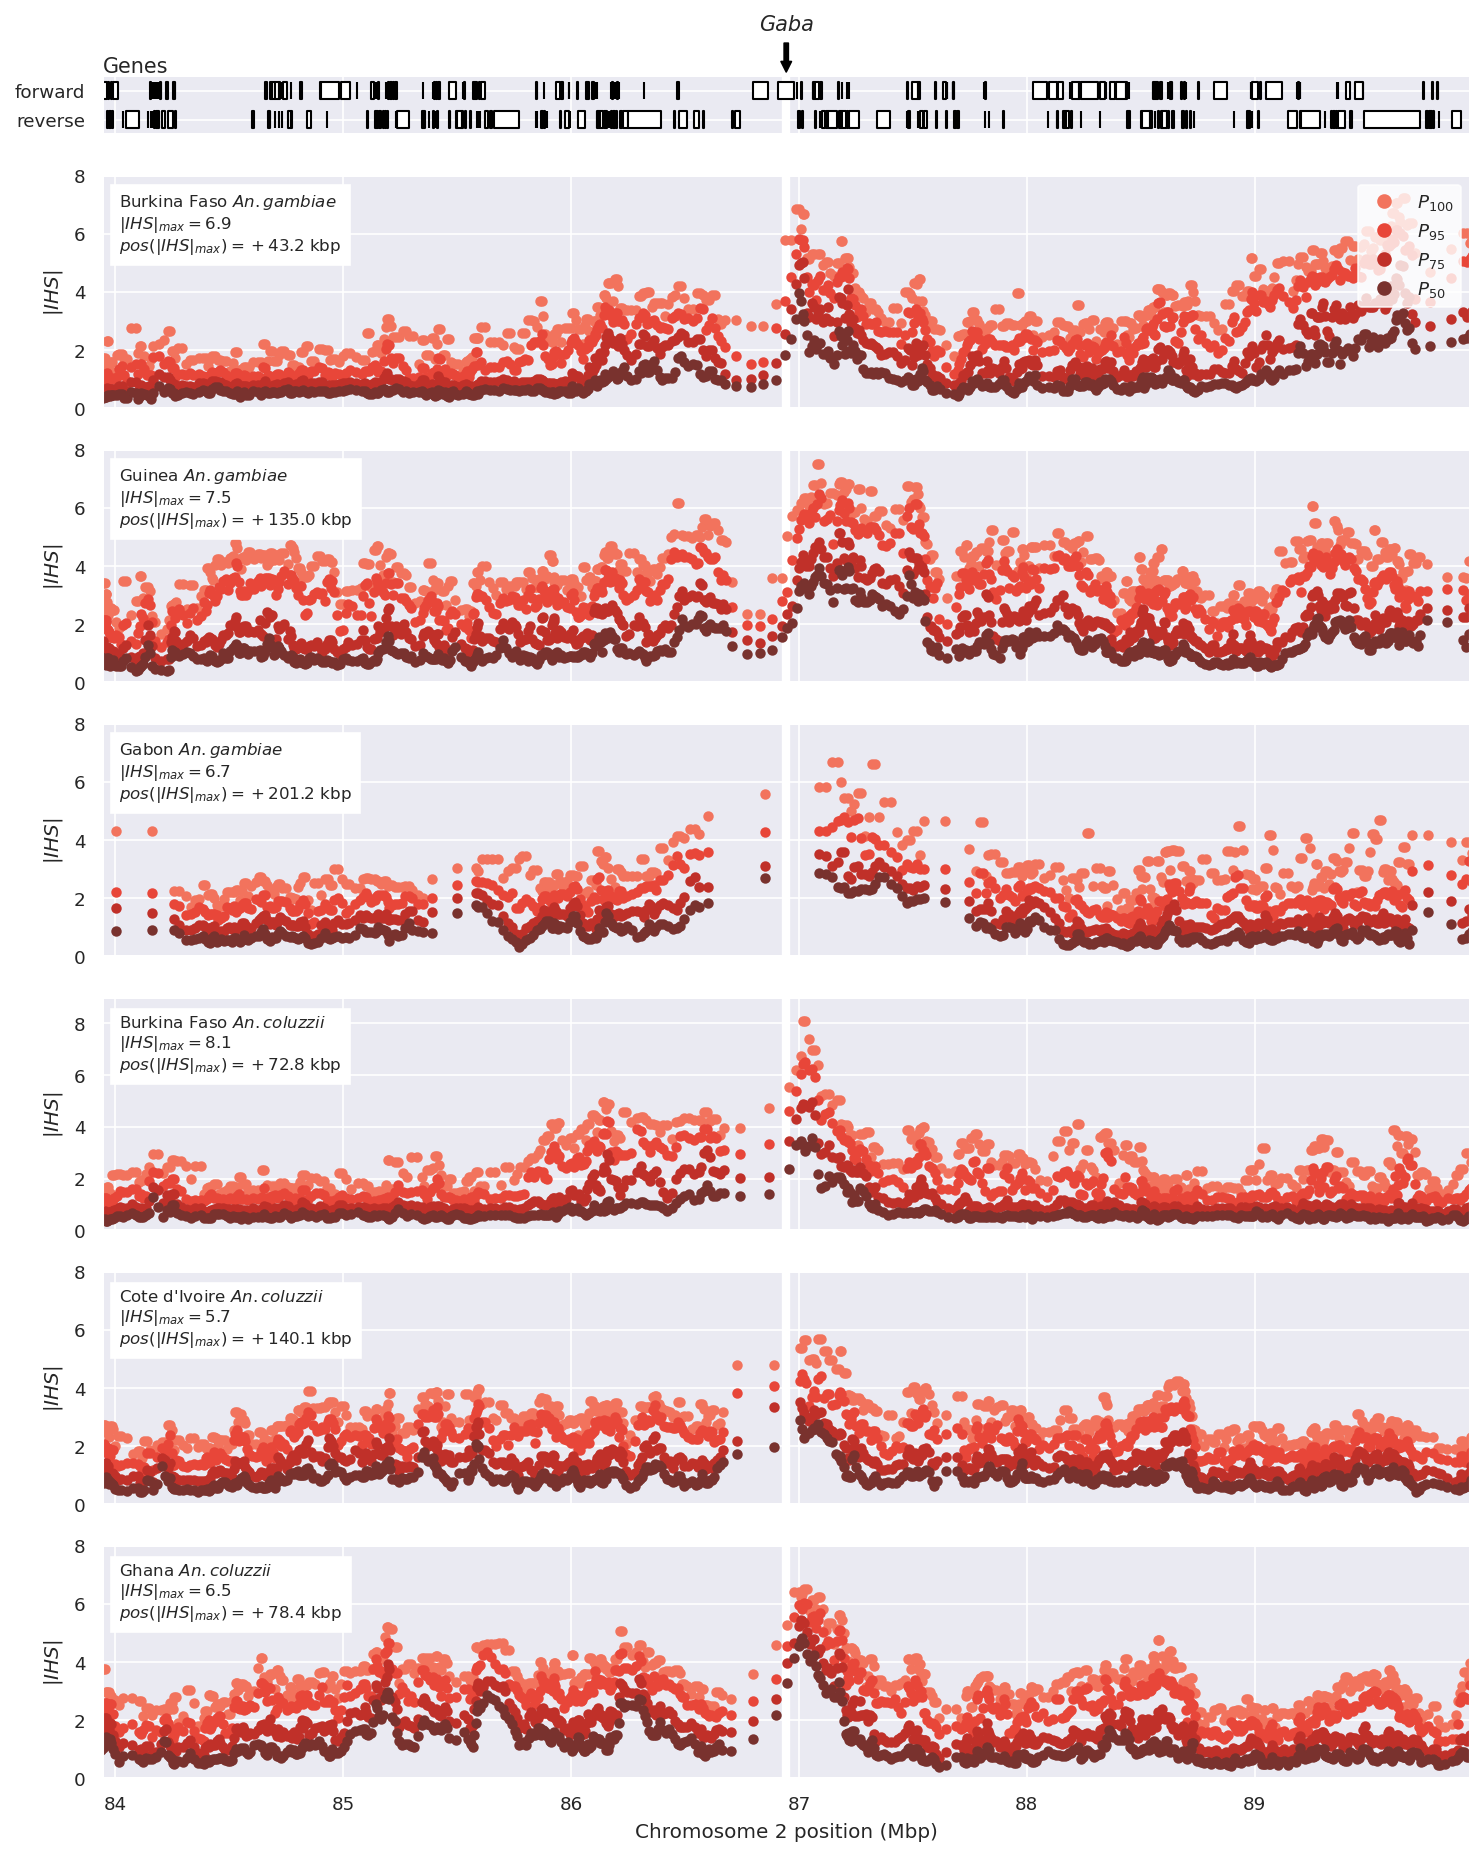 Gaba
Genes
forward
reverse
8
6
4
2
0
|IHS|
Burkina Faso An. gambiae
|IHS|max = 6.9
pos(|IHS|max) = + 43.2 kbp
P100
P95
P75
P50
8
6
4
2
0
|IHS|
Guinea An. gambiae
|IHS|max = 7.5
pos(|IHS|max) = + 135.0 kbp
8
6
4
2
0
|IHS|
Gabon An. gambiae
|IHS|max = 6.7
pos(|IHS|max) = + 201.2 kbp
8
6
4
2
0
|IHS|
Burkina Faso An. coluzzii
|IHS|max = 8.1
pos(|IHS|max) = + 72.8 kbp
8
6
4
2
0
|IHS|
Cote d'Ivoire An. coluzzii
|IHS|max = 5.7
pos(|IHS|max) = + 140.1 kbp
8
6
4
2
0
|IHS|
Ghana An. coluzzii
|IHS|max = 6.5
pos(|IHS|max) = + 78.4 kbp
84 85 86 87 88 89
Chromosome 2 position (Mbp)